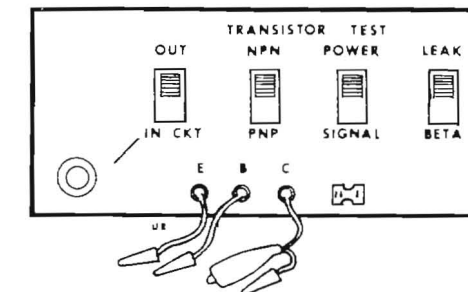 TRANSISTOR TEST
OUT NPN POWER LEAK
IN CKT PNP SIGNAL BETA
E B C